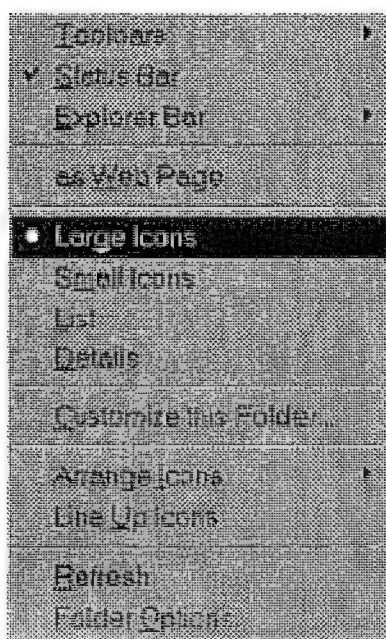 Toolbars
Status Bar
Explorer Bar
as Web Page
Large Icons
Small Icons
List
Details
Customize this Folder...
Arrange Icons
Line Up Icons
Refresh
Folder Options